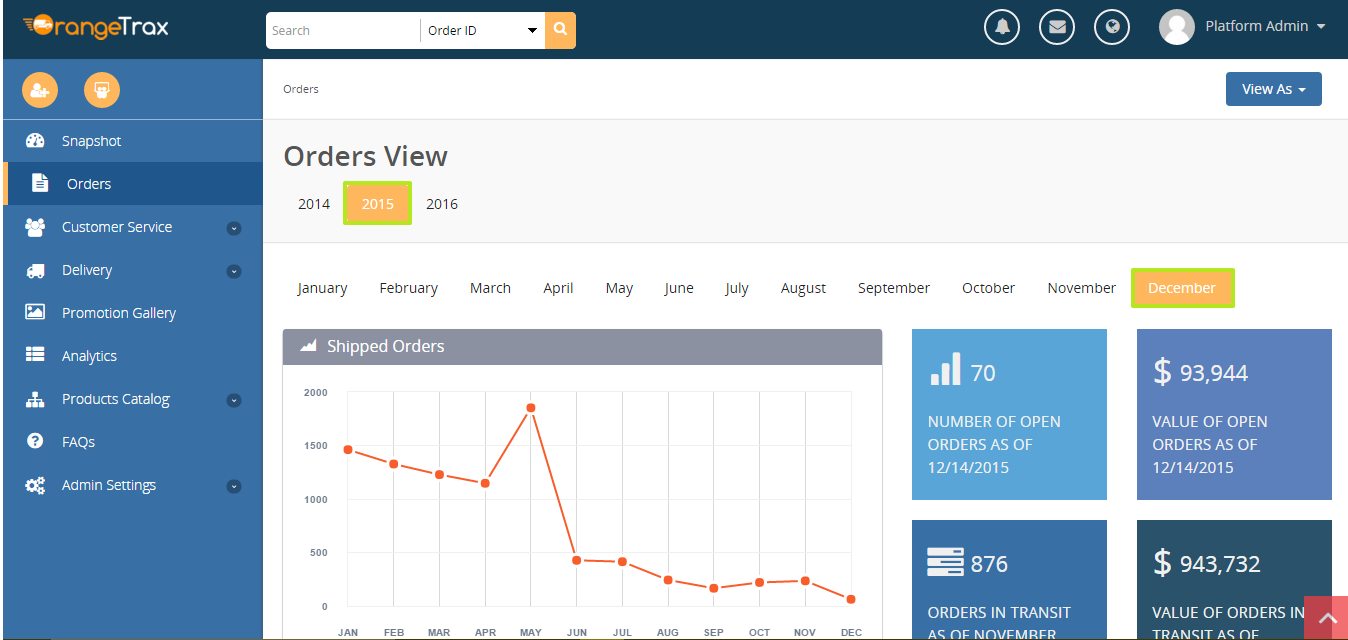 OrangeTrax
Search
Order ID
Platform Admin
Orders
View As
Snapshot
Orders
Customer Service
Delivery
Promotion Gallery
Analytics
Products Catalog
FAQs
Admin Settings
Orders View
2014 2015 2016
January February March April May June July August September October November December
Shipped Orders
2000
1500
1000
500
0
JAN FEB MAR APR MAY JUN JUL AUG SEP OCT NOV DEC
70
NUMBER OF OPEN
ORDERS AS OF
12/14/2015
$ 93,944
VALUE OF OPEN
ORDERS AS OF
12/14/2015
876
ORDERS IN TRANSIT
AS OF NOVEMBER
$ 943,732
VALUE OF ORDERS IN
TRANSIT AS OF